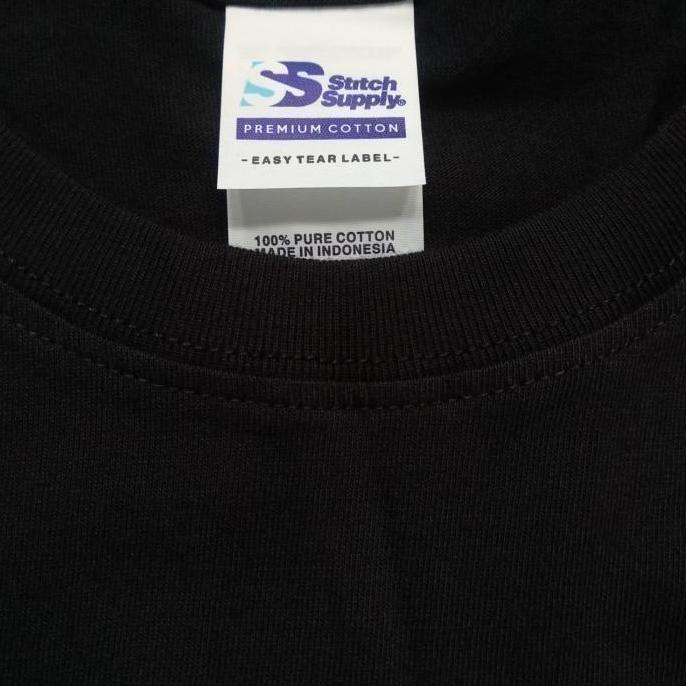 SS Stitch
Supply®
PREMIUM COTTON
- EASY TEAR LABEL -
100% PURE COTTON
MADE IN INDONESIA